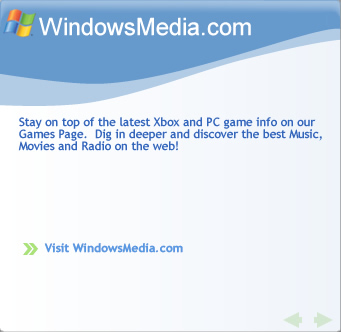 WindowsMedia.com
Stay on top of the latest Xbox and PC game info on our
Games Page.  Dig in deeper and discover the best Music,
Movies and Radio on the web!
Visit WindowsMedia.com